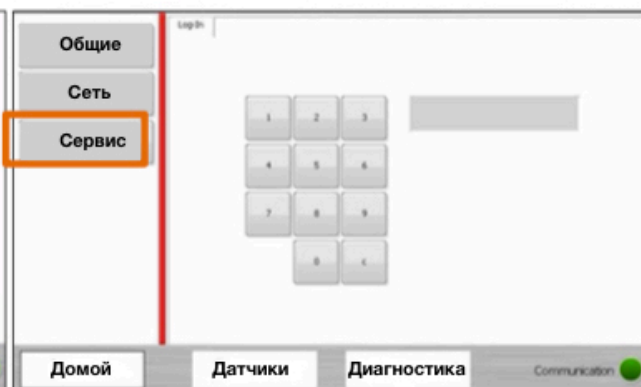 Общие
Log In
Сеть
Сервис
1 2 3
4 5 6
7 8 9
0 C
Домой
Датчики
Диагностика
Communication